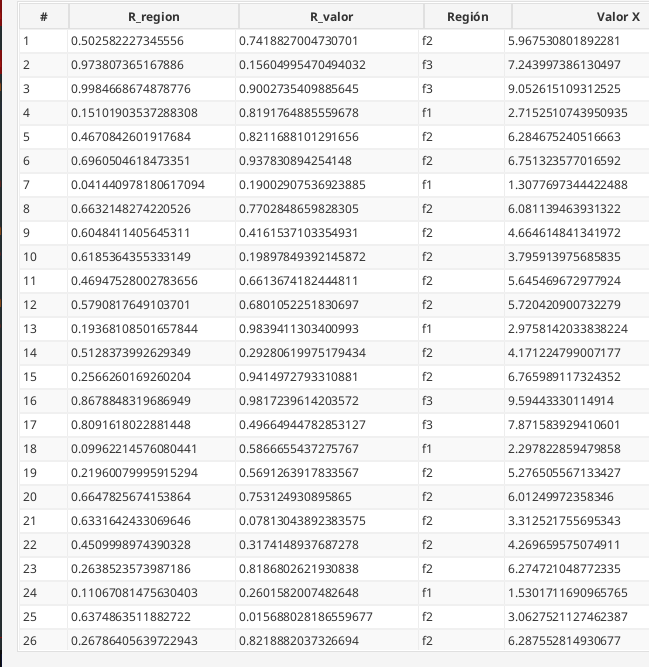 # R_region R_valor Región Valor X
1 0.502582227345556 0.7418827004730701 f2 5.967530801892281
2 0.973807365167886 0.15604995470494032 f3 7.243997386130497
3 0.9984668674878776 0.9002735409885645 f3 9.052615109312525
4 0.15101903537288308 0.8191764885559678 f1 2.7152510743950935
5 0.4670842601917684 0.8211688101291656 f2 6.284675240516663
6 0.6960504618473351 0.937830894254148 f2 6.751323577016592
7 0.041440978180617094 0.19002907536923885 f1 1.3077697344422488
8 0.6632148274220526 0.7702848659828305 f2 6.081139463931322
9 0.6048411405645311 0.4161537103354931 f2 4.664614841341972
10 0.6185364355333149 0.19897849392145872 f2 3.795913975685835
11 0.46947528002783656 0.6613674182444811 f2 5.645469672977924
12 0.5790817649103701 0.6801052251830697 f2 5.720420900732279
13 0.19368108501657844 0.9839411303400993 f1 2.9758142033838224
14 0.5128373992629349 0.29280619975179434 f2 4.171224799007177
15 0.2566260169260204 0.9414972793310881 f2 6.765989117324352
16 0.8678848319686949 0.9817239614203572 f3 9.59443330114914
17 0.8091618022881448 0.49664944782853127 f3 7.871583929410601
18 0.09962214576080441 0.5866655437275767 f1 2.297822859479858
19 0.21960079995915294 0.5691263917833567 f2 5.276505567133427
20 0.6647825674153864 0.753124930895865 f2 6.01249972358346
21 0.6331642433069646 0.07813043892383575 f2 3.312521755695343
22 0.4509998974390328 0.3174148937687278 f2 4.269659575074911
23 0.2638523573987186 0.8186802621930838 f2 6.274721048772335
24 0.11067081475630403 0.2601582007482648 f1 1.5301711690965765
25 0.6374863511882722 0.015688028186559677 f2 3.0627521127462387
26 0.26786405639722943 0.8218882037326694 f2 6.287552814930677